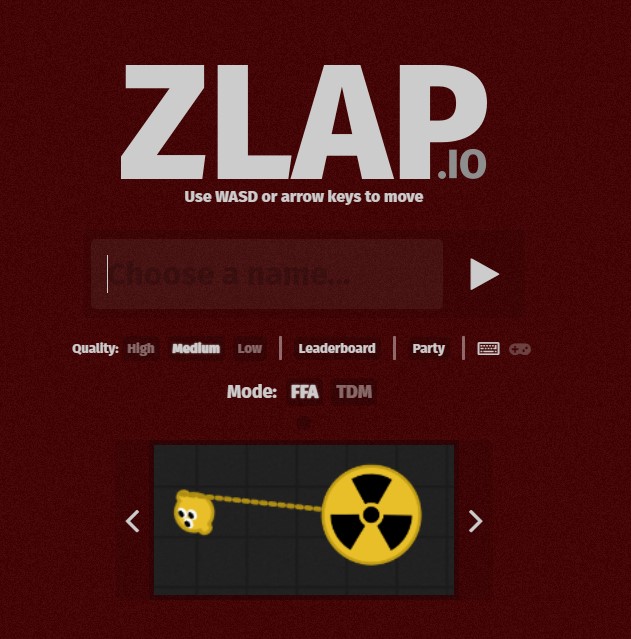 ZLAP.IO
Use WASD or arrow keys to move
Choose a name...
Quality: High Medium Low | Leaderboard | Party |
Mode: FFA TDM